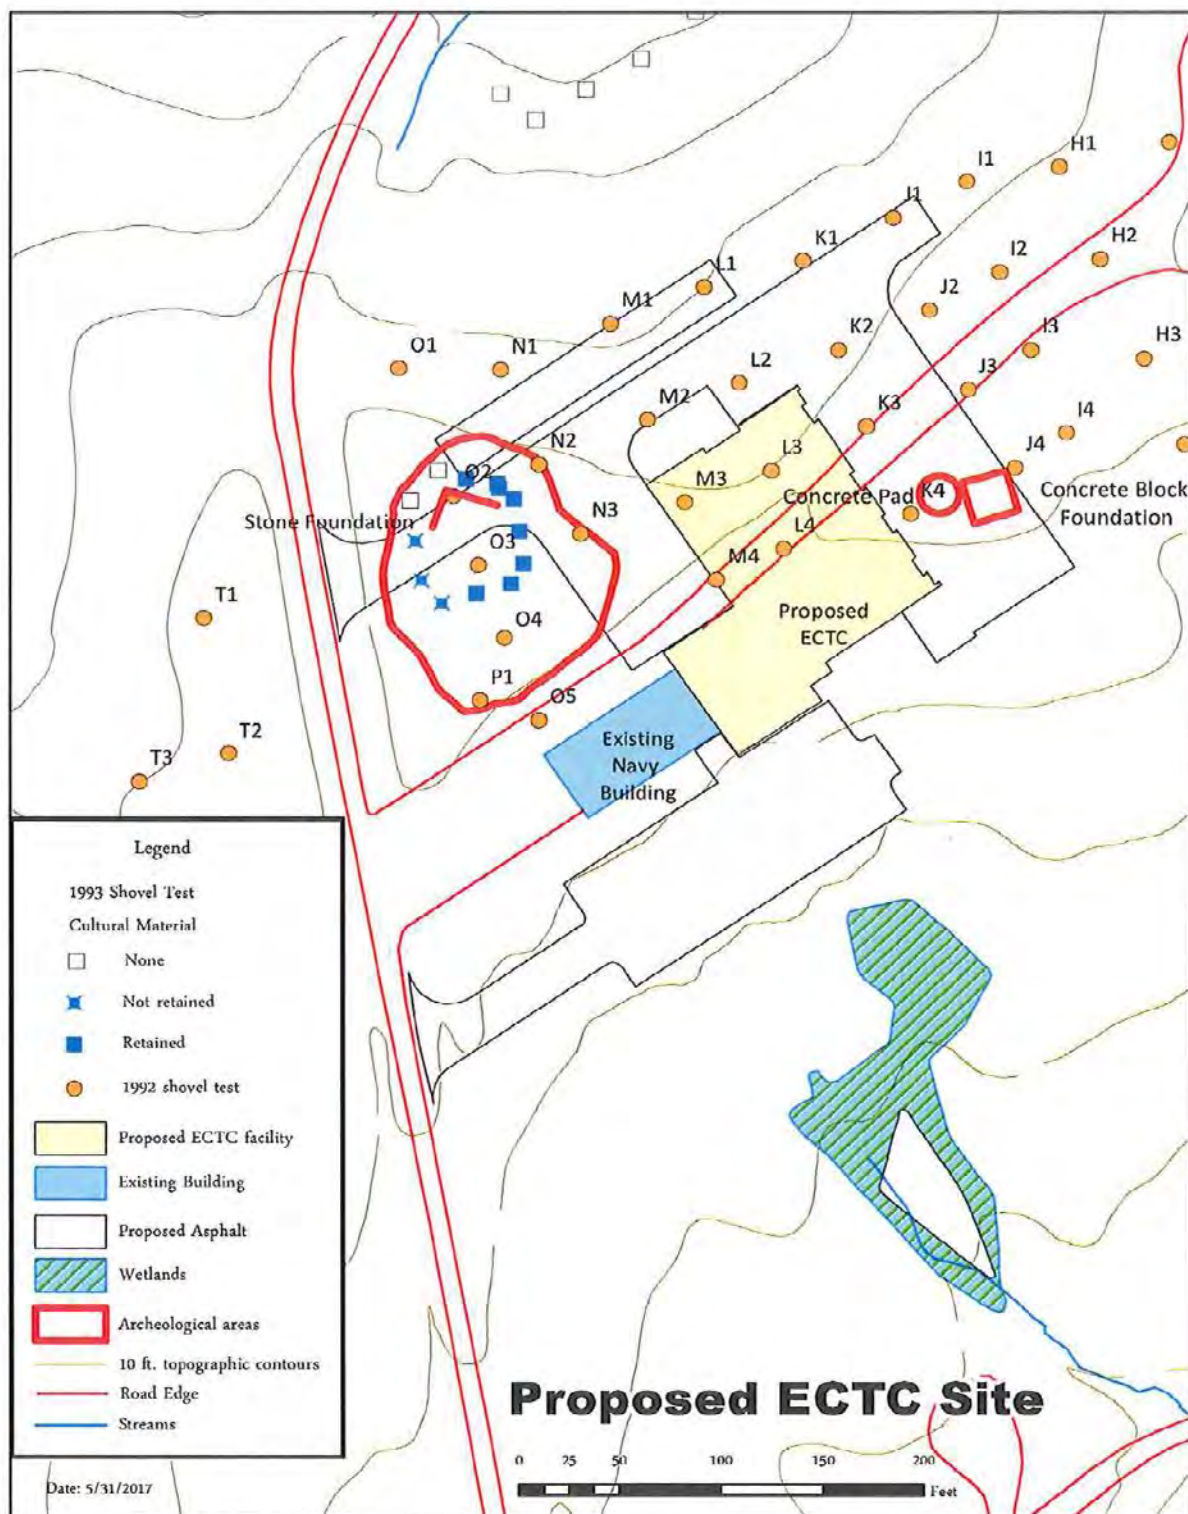 H1
I1
J1
H2
K1
I2
L1
J2
M1
I3
H3
K2
O1
N1
J3
L2
M2
I4
K3
N2
J4
L3
O2
K4
M3
Concrete Pad
Concrete Block
Foundation
Stone Foundation
N3
L4
O3
M4
T1
Proposed
ECTC
O4
P1
O5
T2
Existing
Navy
Building
T3
Legend
1993 Shovel Test
Cultural Material
None
Not retained
Retained
1992 shovel test
Proposed ECTC facility
Existing Building
Proposed Asphalt
Wetlands
Archeological areas
10 ft. topographic contours
Road Edge
Streams
Proposed ECTC Site
0 25 50 100 150 200
Feet
Date: 5/31/2017